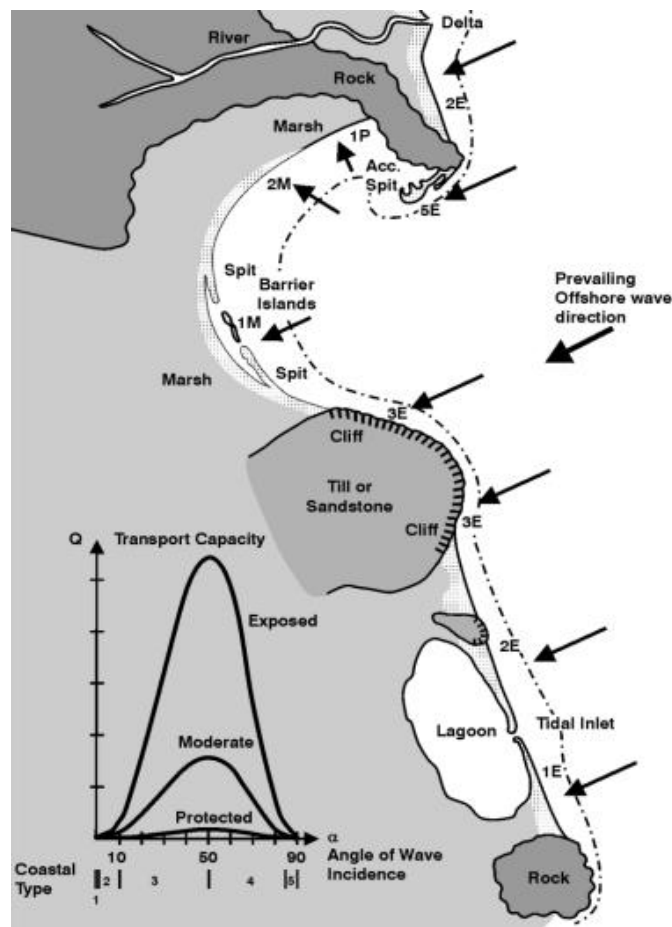 Delta
River
2E
Rock
Marsh
1P
Acc.
Spit
2M
5E
Spit
Barrier
Islands
Prevailing
Offshore wave
direction
1M
Marsh
Spit
3E
Cliff
Till or
Sandstone
Cliff
3E
Q
Transport Capacity
Exposed
2E
Lagoon
Tidal Inlet
Moderate
1E
Protected
α
10 50 90
Angle of Wave
Incidence
Coastal
Type
1 2 3 4 5
Rock